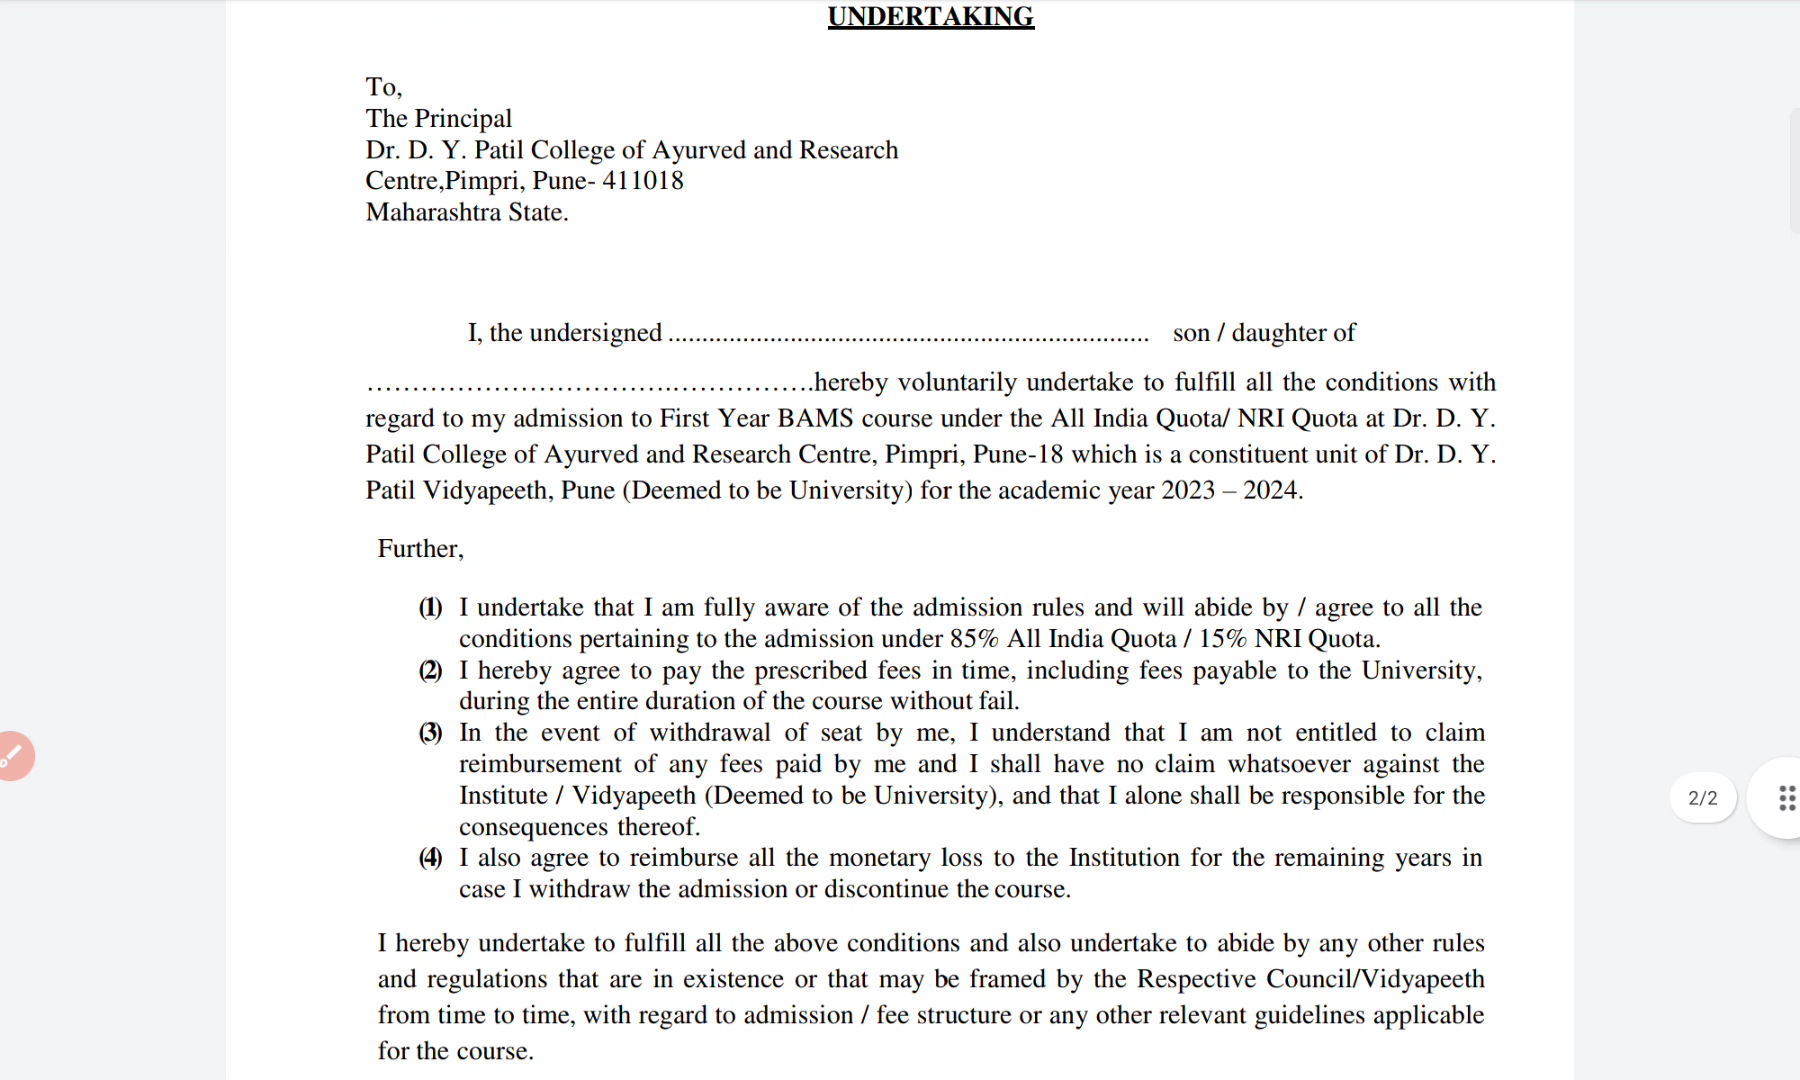 UNDERTAKING
To,
The Principal
Dr. D. Y. Patil College of Ayurved and Research
Centre,Pimpri, Pune- 411018
Maharashtra State.
I, the undersigned ........................................................................ son / daughter of
……………………………………………..hereby voluntarily undertake to fulfill all the conditions with
regard to my admission to First Year BAMS course under the All India Quota/ NRI Quota at Dr. D. Y.
Patil College of Ayurved and Research Centre, Pimpri, Pune-18 which is a constituent unit of Dr. D. Y.
Patil Vidyapeeth, Pune (Deemed to be University) for the academic year 2023 – 2024.
Further,
(1) I undertake that I am fully aware of the admission rules and will abide by / agree to all the
conditions pertaining to the admission under 85% All India Quota / 15% NRI Quota.
(2) I hereby agree to pay the prescribed fees in time, including fees payable to the University,
during the entire duration of the course without fail.
(3) In the event of withdrawal of seat by me, I understand that I am not entitled to claim
reimbursement of any fees paid by me and I shall have no claim whatsoever against the
Institute / Vidyapeeth (Deemed to be University), and that I alone shall be responsible for the
consequences thereof.
(4) I also agree to reimburse all the monetary loss to the Institution for the remaining years in
case I withdraw the admission or discontinue the course.
I hereby undertake to fulfill all the above conditions and also undertake to abide by any other rules
and regulations that are in existence or that may be framed by the Respective Council/Vidyapeeth
from time to time, with regard to admission / fee structure or any other relevant guidelines applicable
for the course.
2/2